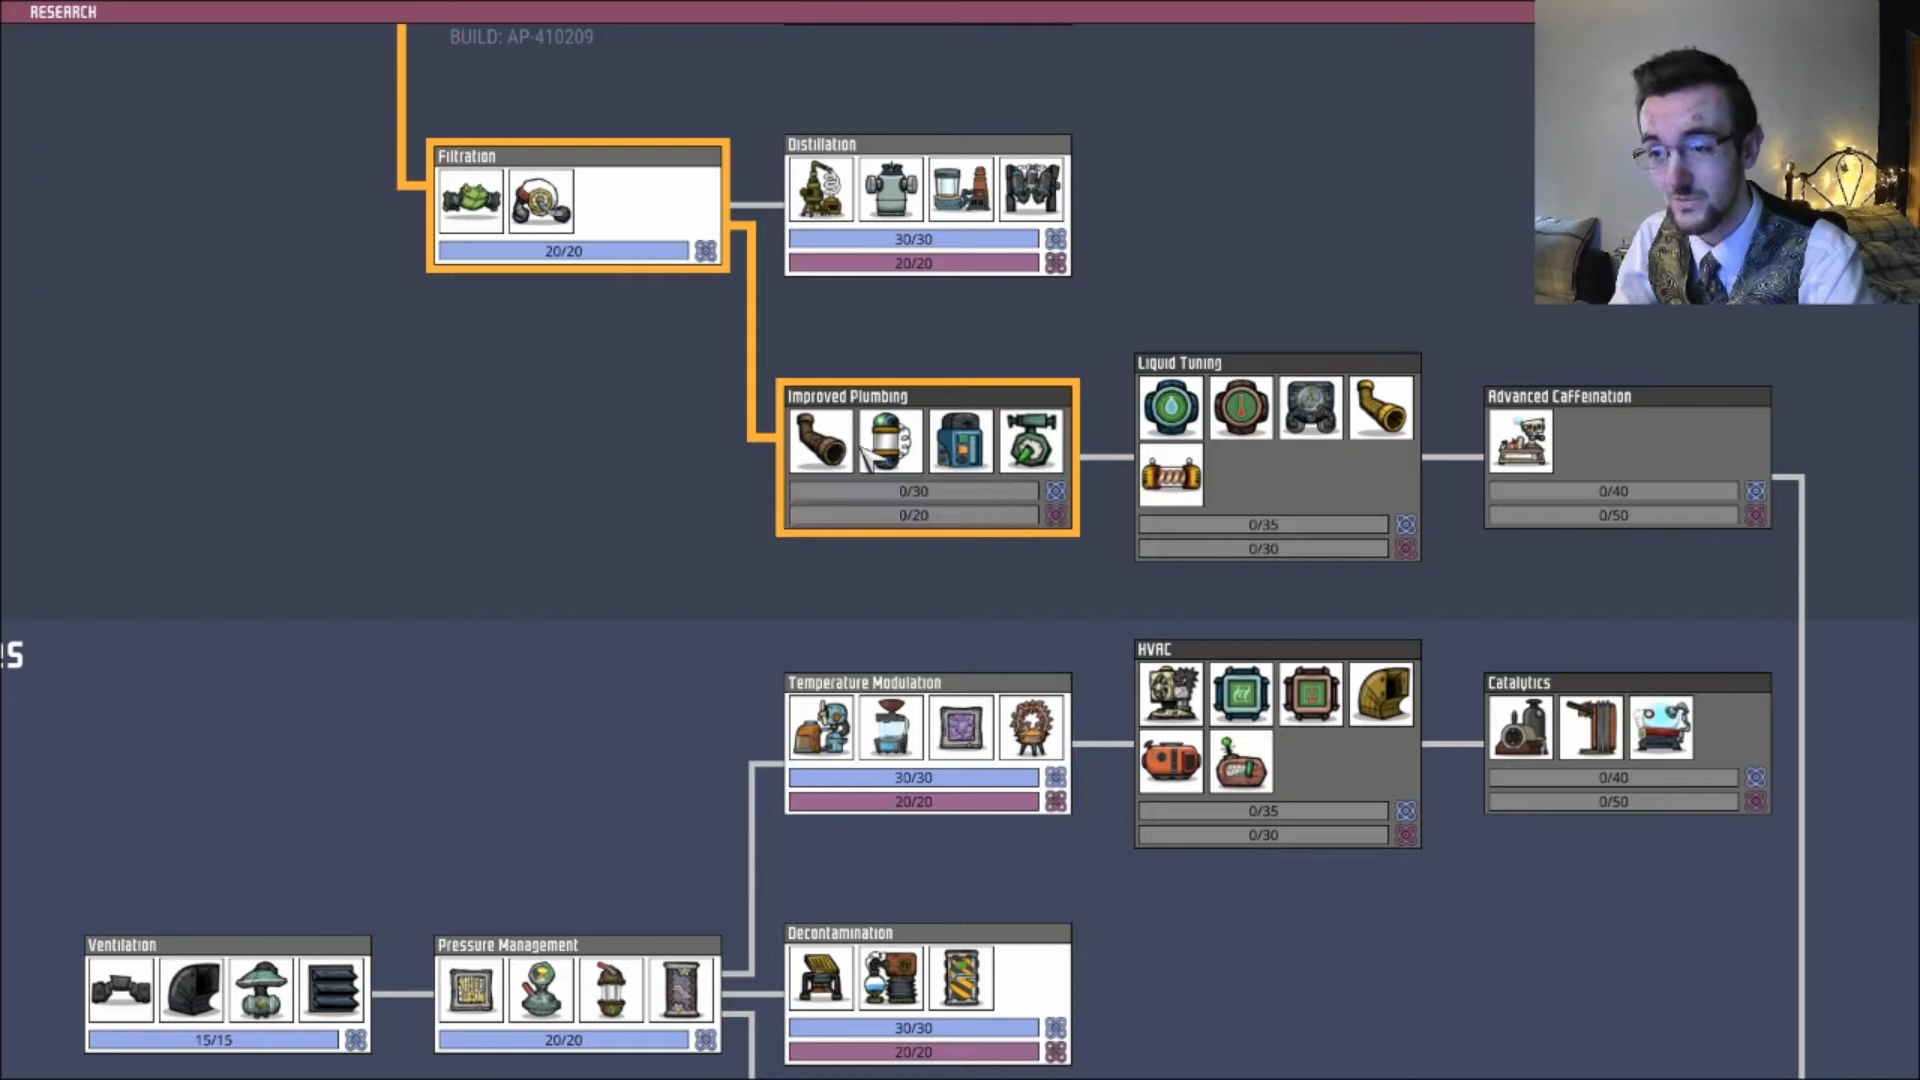 RESEARCH
BUILD: AP-410209
Filtration
20/20
Distillation
30/30
20/20
Improved Plumbing
0/30
0/20
Liquid Tuning
0/35
0/30
Advanced Caffeination
0/40
0/50
Temperature Modulation
30/30
20/20
HVAC
0/35
0/30
Catalytics
0/40
0/50
Ventilation
15/15
Pressure Management
20/20
Decontamination
30/30
20/20